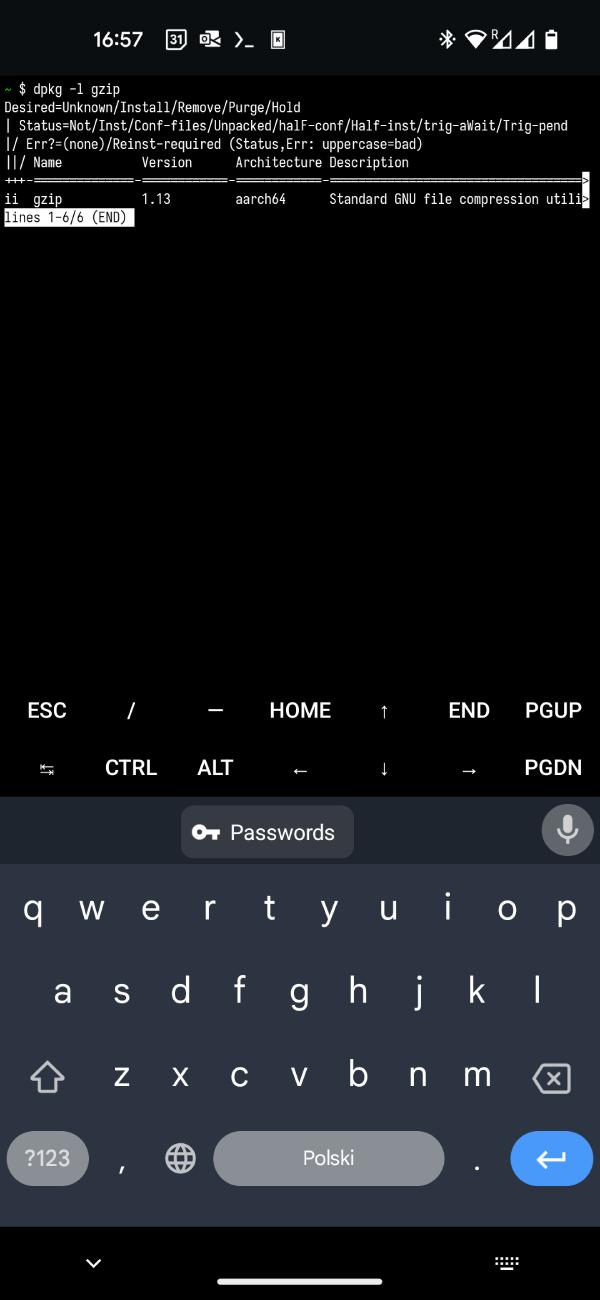 16:57 31 R
~ $ dpkg -l gzip
Desired=Unknown/Install/Remove/Purge/Hold
| Status=Not/Inst/Conf-files/Unpacked/halF-conf/Half-inst/trig-aWait/Trig-pend
|/ Err?=(none)/Reinst-required (Status,Err: uppercase=bad)
||/ Name Version Architecture Description
+++-==============-============-============-===================================>
ii gzip 1.13 aarch64 Standard GNU file compression utili>
lines 1-6/6 (END)
ESC / — HOME ↑ END PGUP
↹ CTRL ALT ← ↓ → PGDN
Passwords
q w e r t y u i o p
a s d f g h j k l
z x c v b n m
?123 , Polski .